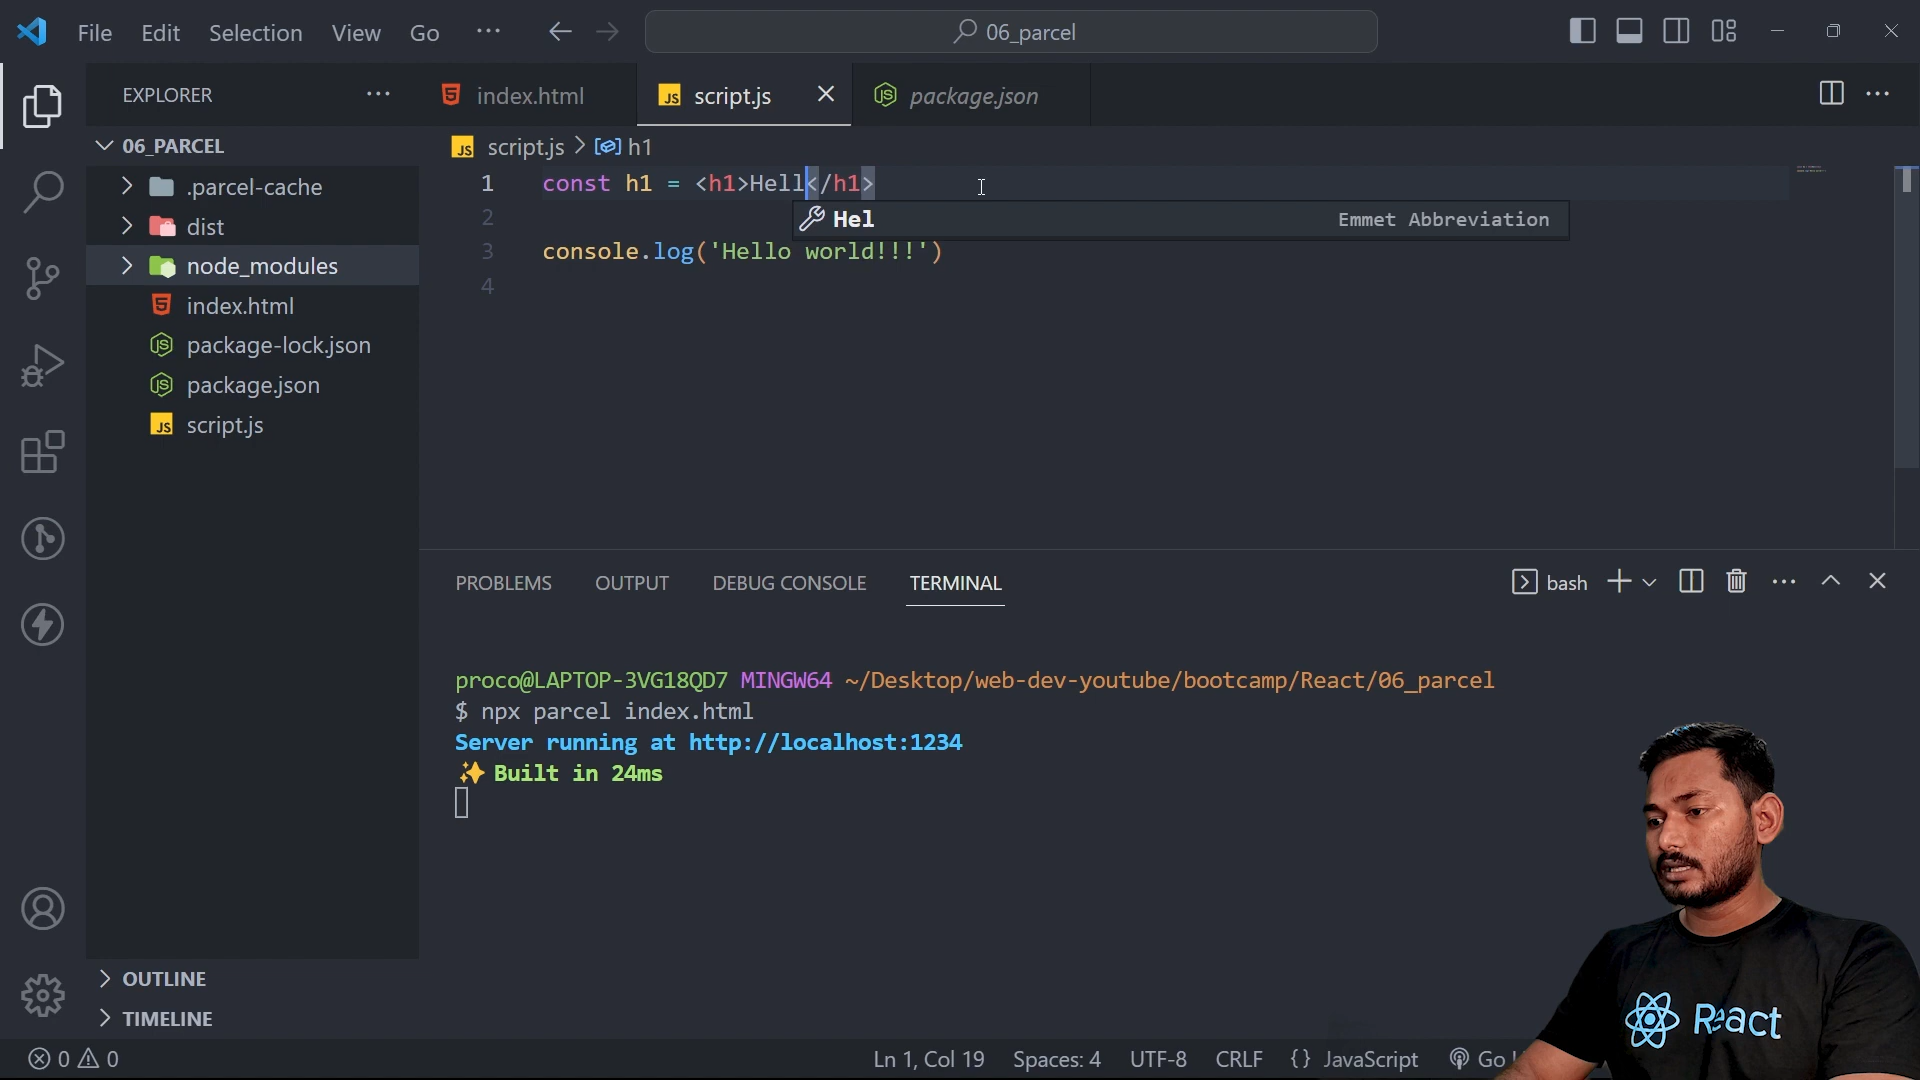 File Edit Selection View Go ··· 06_parcel
EXPLORER ···
index.html script.js package.json
06_PARCEL
script.js > h1
.parcel-cache
dist
node_modules
index.html
package-lock.json
package.json
script.js
1 const h1 = <h1>Hell</h1>
Hel Emmet Abbreviation
2
3 console.log('Hello world!!!')
4
PROBLEMS OUTPUT DEBUG CONSOLE TERMINAL bash
proco@LAPTOP-3VG18QD7 MINGW64 ~/Desktop/web-dev-youtube/bootcamp/React/06_parcel
$ npx parcel index.html
Server running at http://localhost:1234
✨ Built in 24ms
OUTLINE
TIMELINE
React
0 0 Ln 1, Col 19 Spaces: 4 UTF-8 CRLF {} JavaScript Go